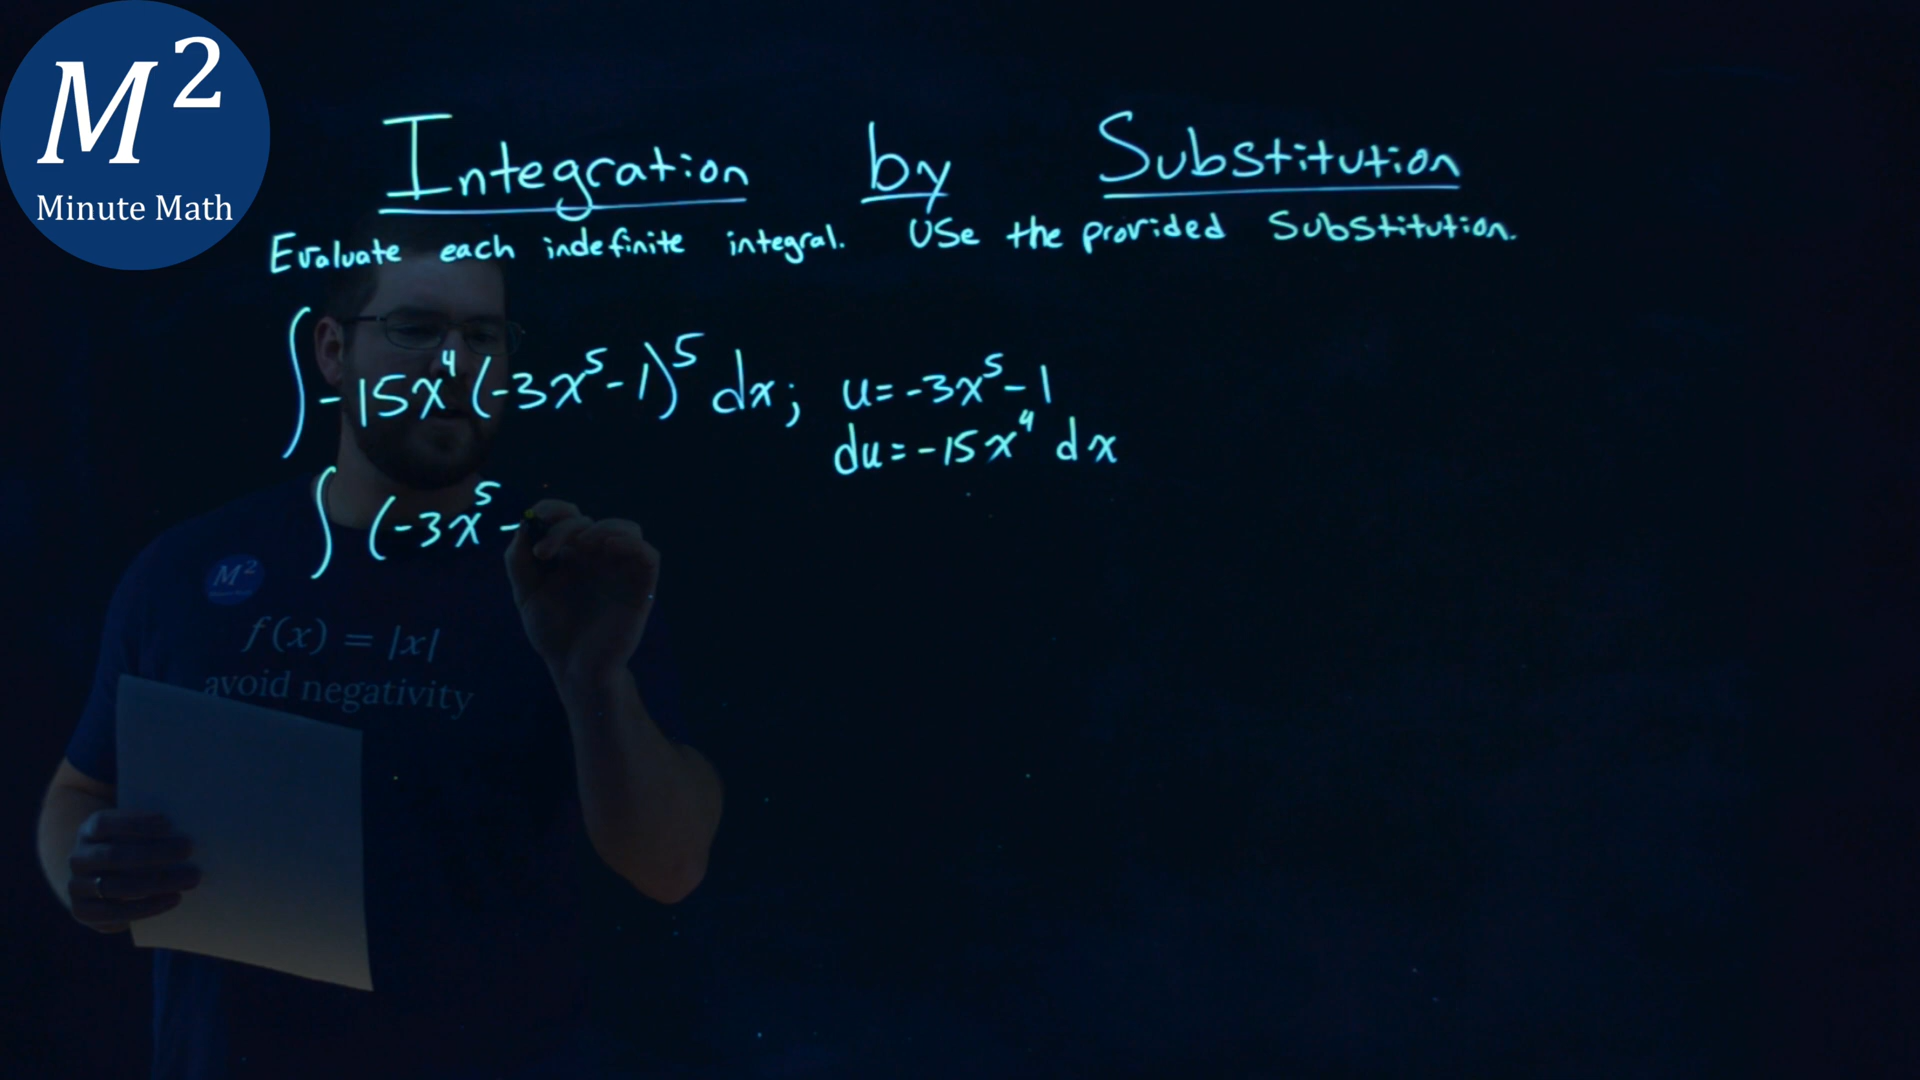 M²
Minute Math
Integration by Substitution
Evaluate each indefinite integral. Use the provided Substitution.
∫-15x⁴(-3x⁵-1)⁵ dx; u=-3x⁵-1
du=-15x⁴ dx
∫ (-3x⁵-
M²
f(x) = |x|
avoid negativity